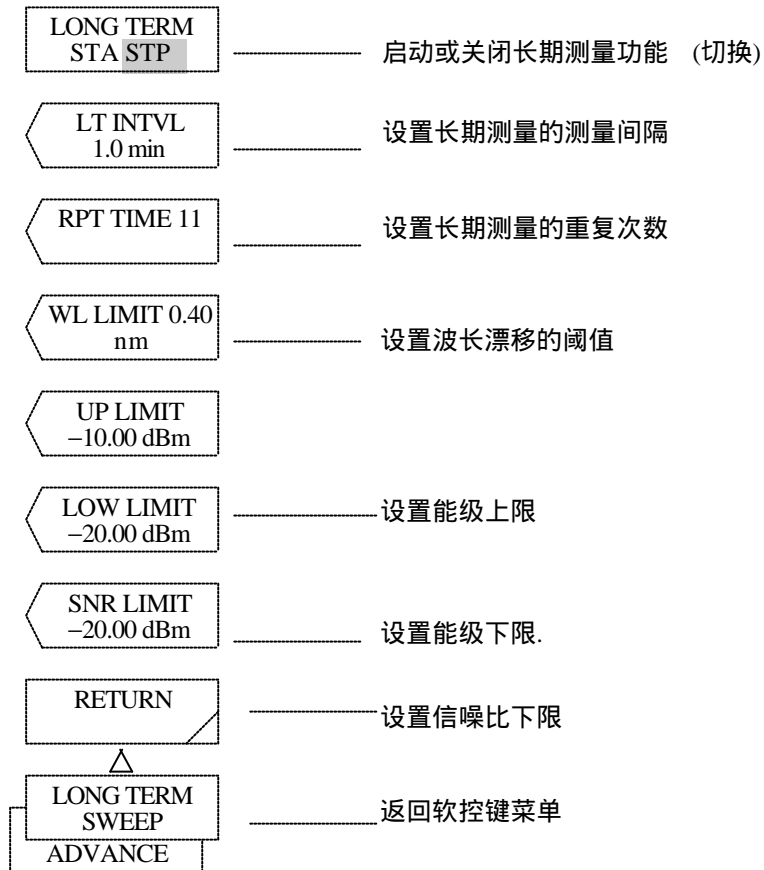 LONG TERM
STA STP
启动或关闭长期测量功能 (切换)
LT INTVL
1.0 min
设置长期测量的测量间隔
RPT TIME 11
设置长期测量的重复次数
WL LIMIT 0.40
nm
设置波长漂移的阈值
UP LIMIT
−10.00 dBm
LOW LIMIT
−20.00 dBm
设置能级上限
SNR LIMIT
−20.00 dBm
设置能级下限.
RETURN
设置信噪比下限
LONG TERM
SWEEP
返回软控键菜单
ADVANCE